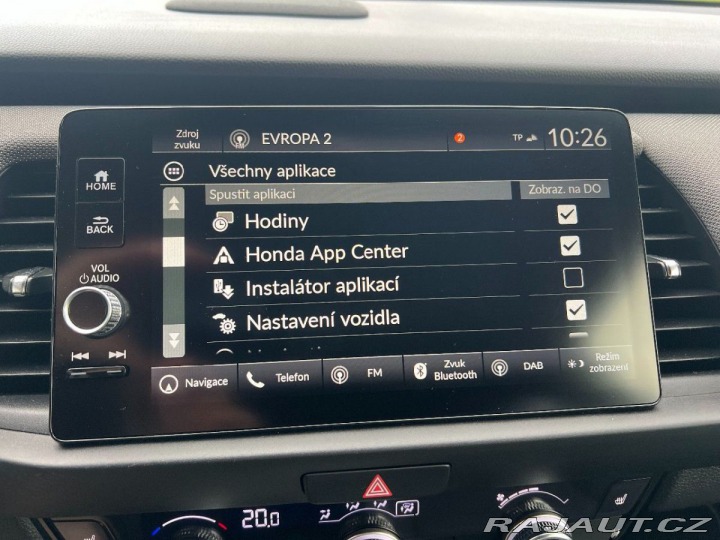 Zdroj zvuku
FM
EVROPA 2
2
TP
10:26
HOME
BACK
VOL
AUDIO
Všechny aplikace
Spustit aplikaci
Zobraz. na DO
Hodiny
Honda App Center
Instalátor aplikací
Nastavení vozidla
Navigace
Telefon
FM
Zvuk
Bluetooth
DAB
Režim
zobrazení
20,0
RAJAUT.CZ